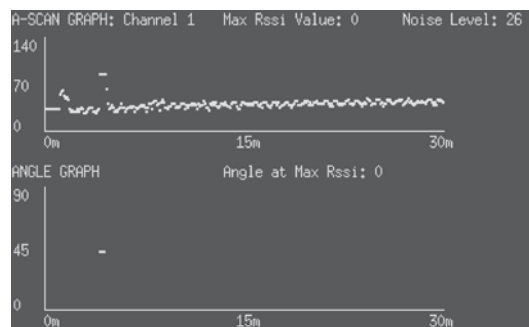 A-SCAN GRAPH: Channel 1 Max Rssi Value: 0 Noise Level: 26
140
70
0
0m 15m 30m
ANGLE GRAPH Angle at Max Rssi: 0
90
45
0
0m 15m 30m